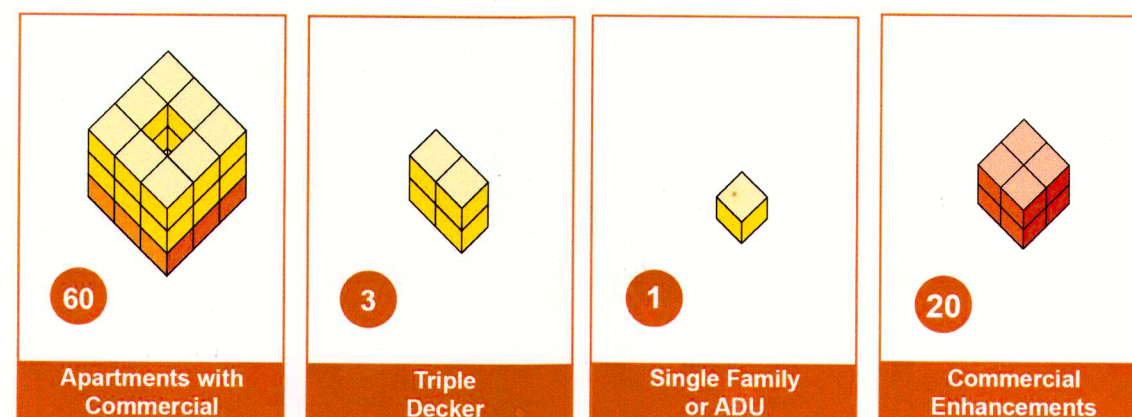 60
Apartments with
Commercial
3
Triple
Decker
1
Single Family
or ADU
20
Commercial
Enhancements